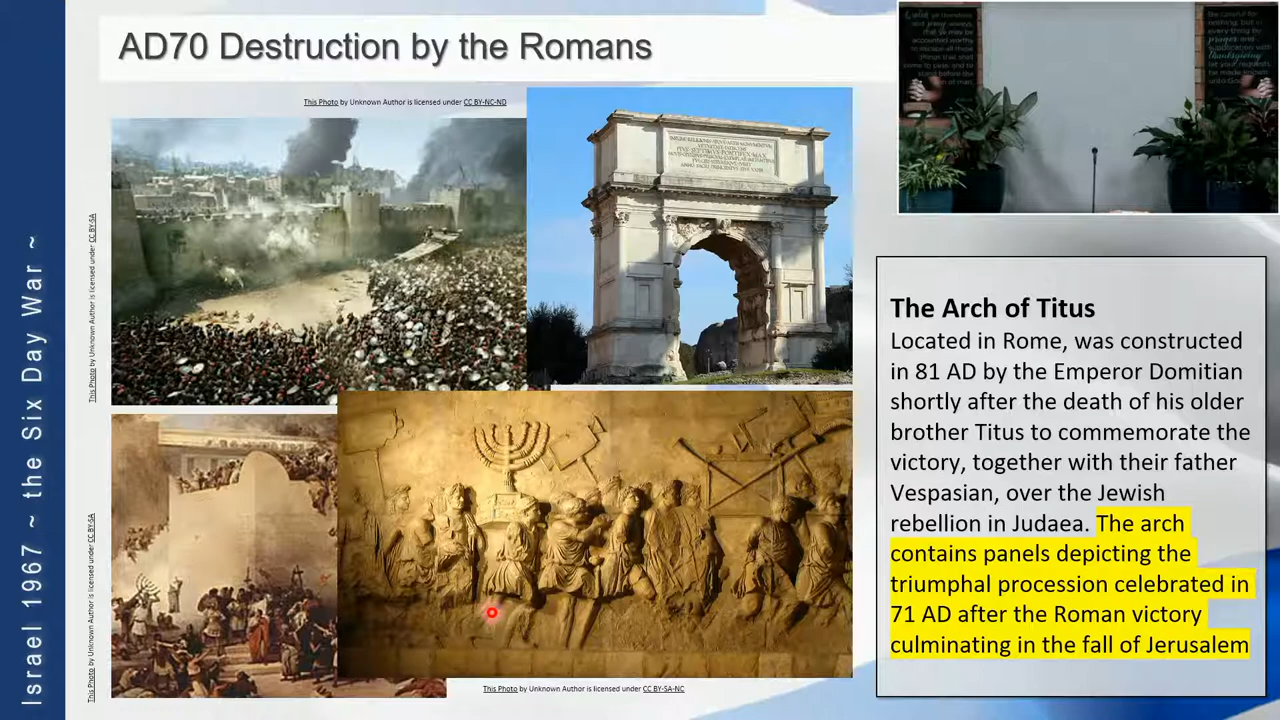 AD70 Destruction by the Romans
This Photo by Unknown Author is licensed under CC BY-NC-ND
This Photo by Unknown Author is licensed under CC BY-SA
This Photo by Unknown Author is licensed under CC BY-SA
This Photo by Unknown Author is licensed under CC BY-SA-NC
Israel 1967 ~ the Six Day War ~
The Arch of Titus
Located in Rome, was constructed
in 81 AD by the Emperor Domitian
shortly after the death of his older
brother Titus to commemorate the
victory, together with their father
Vespasian, over the Jewish
rebellion in Judaea. The arch
contains panels depicting the
triumphal procession celebrated in
71 AD after the Roman victory
culminating in the fall of Jerusalem